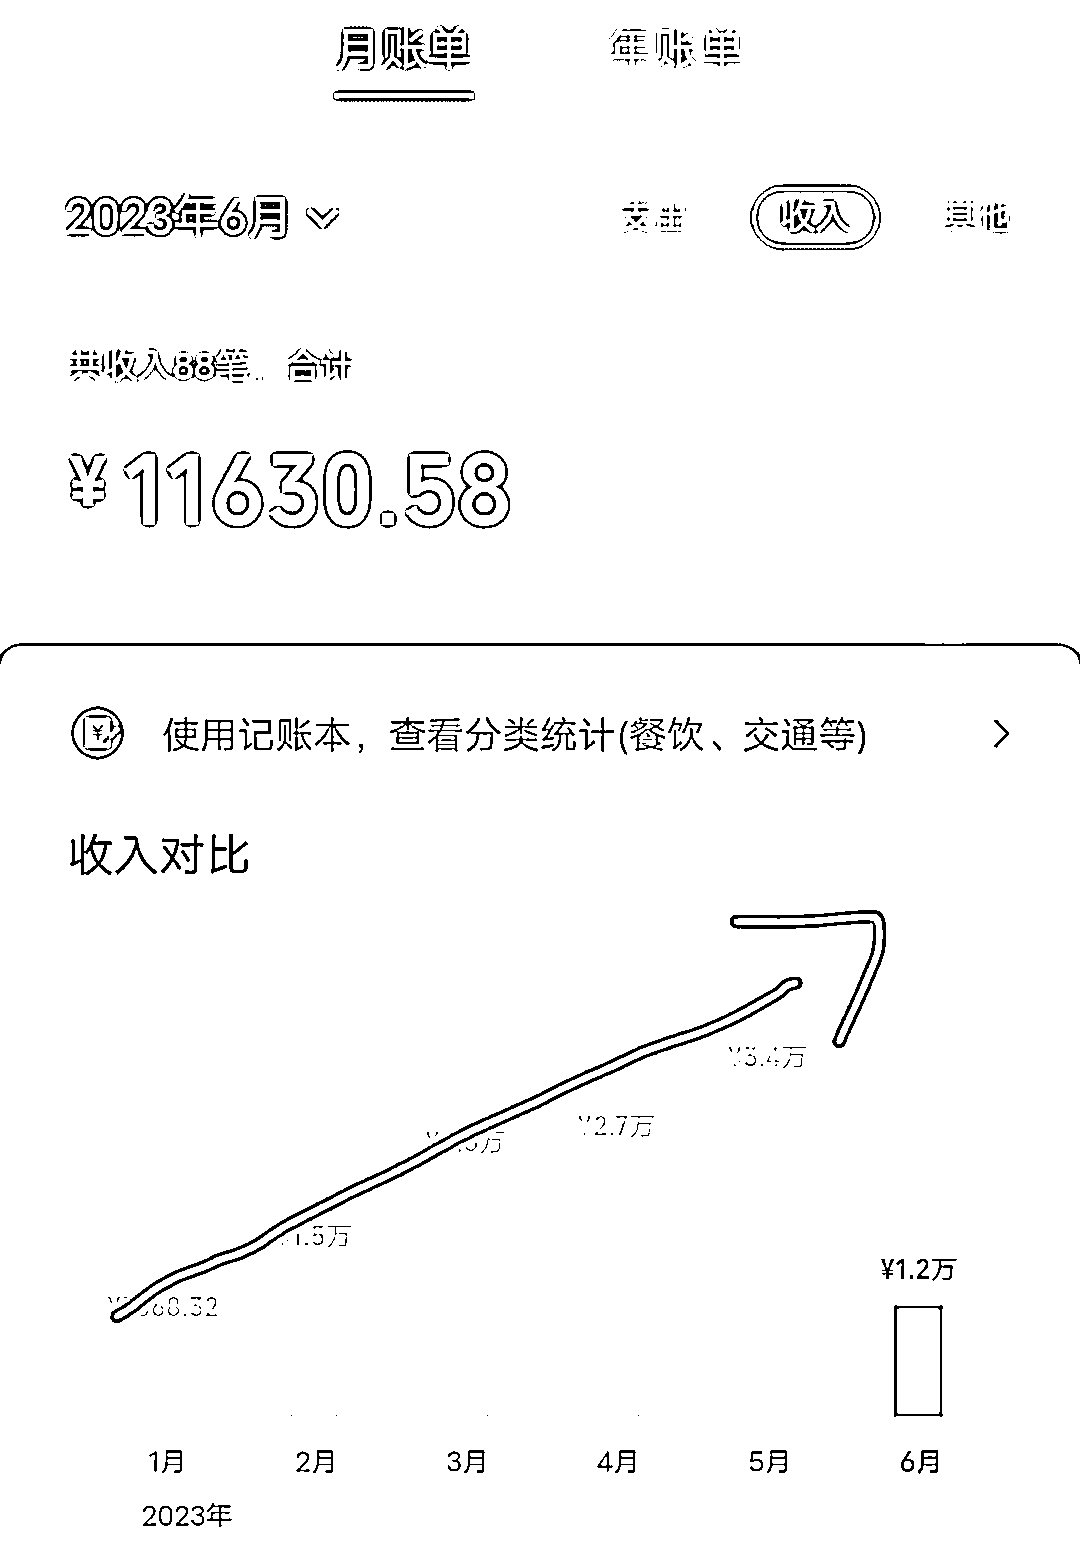 月账单 年账单
2023年6月 支出 收入 其他
共收入88笔，合计
¥11630.58
使用记账本，查看分类统计(餐饮、交通等)
收入对比
¥3.4万
¥2.7万
万
.5万
68.32
¥1.2万
1月 2月 3月 4月 5月 6月
2023年